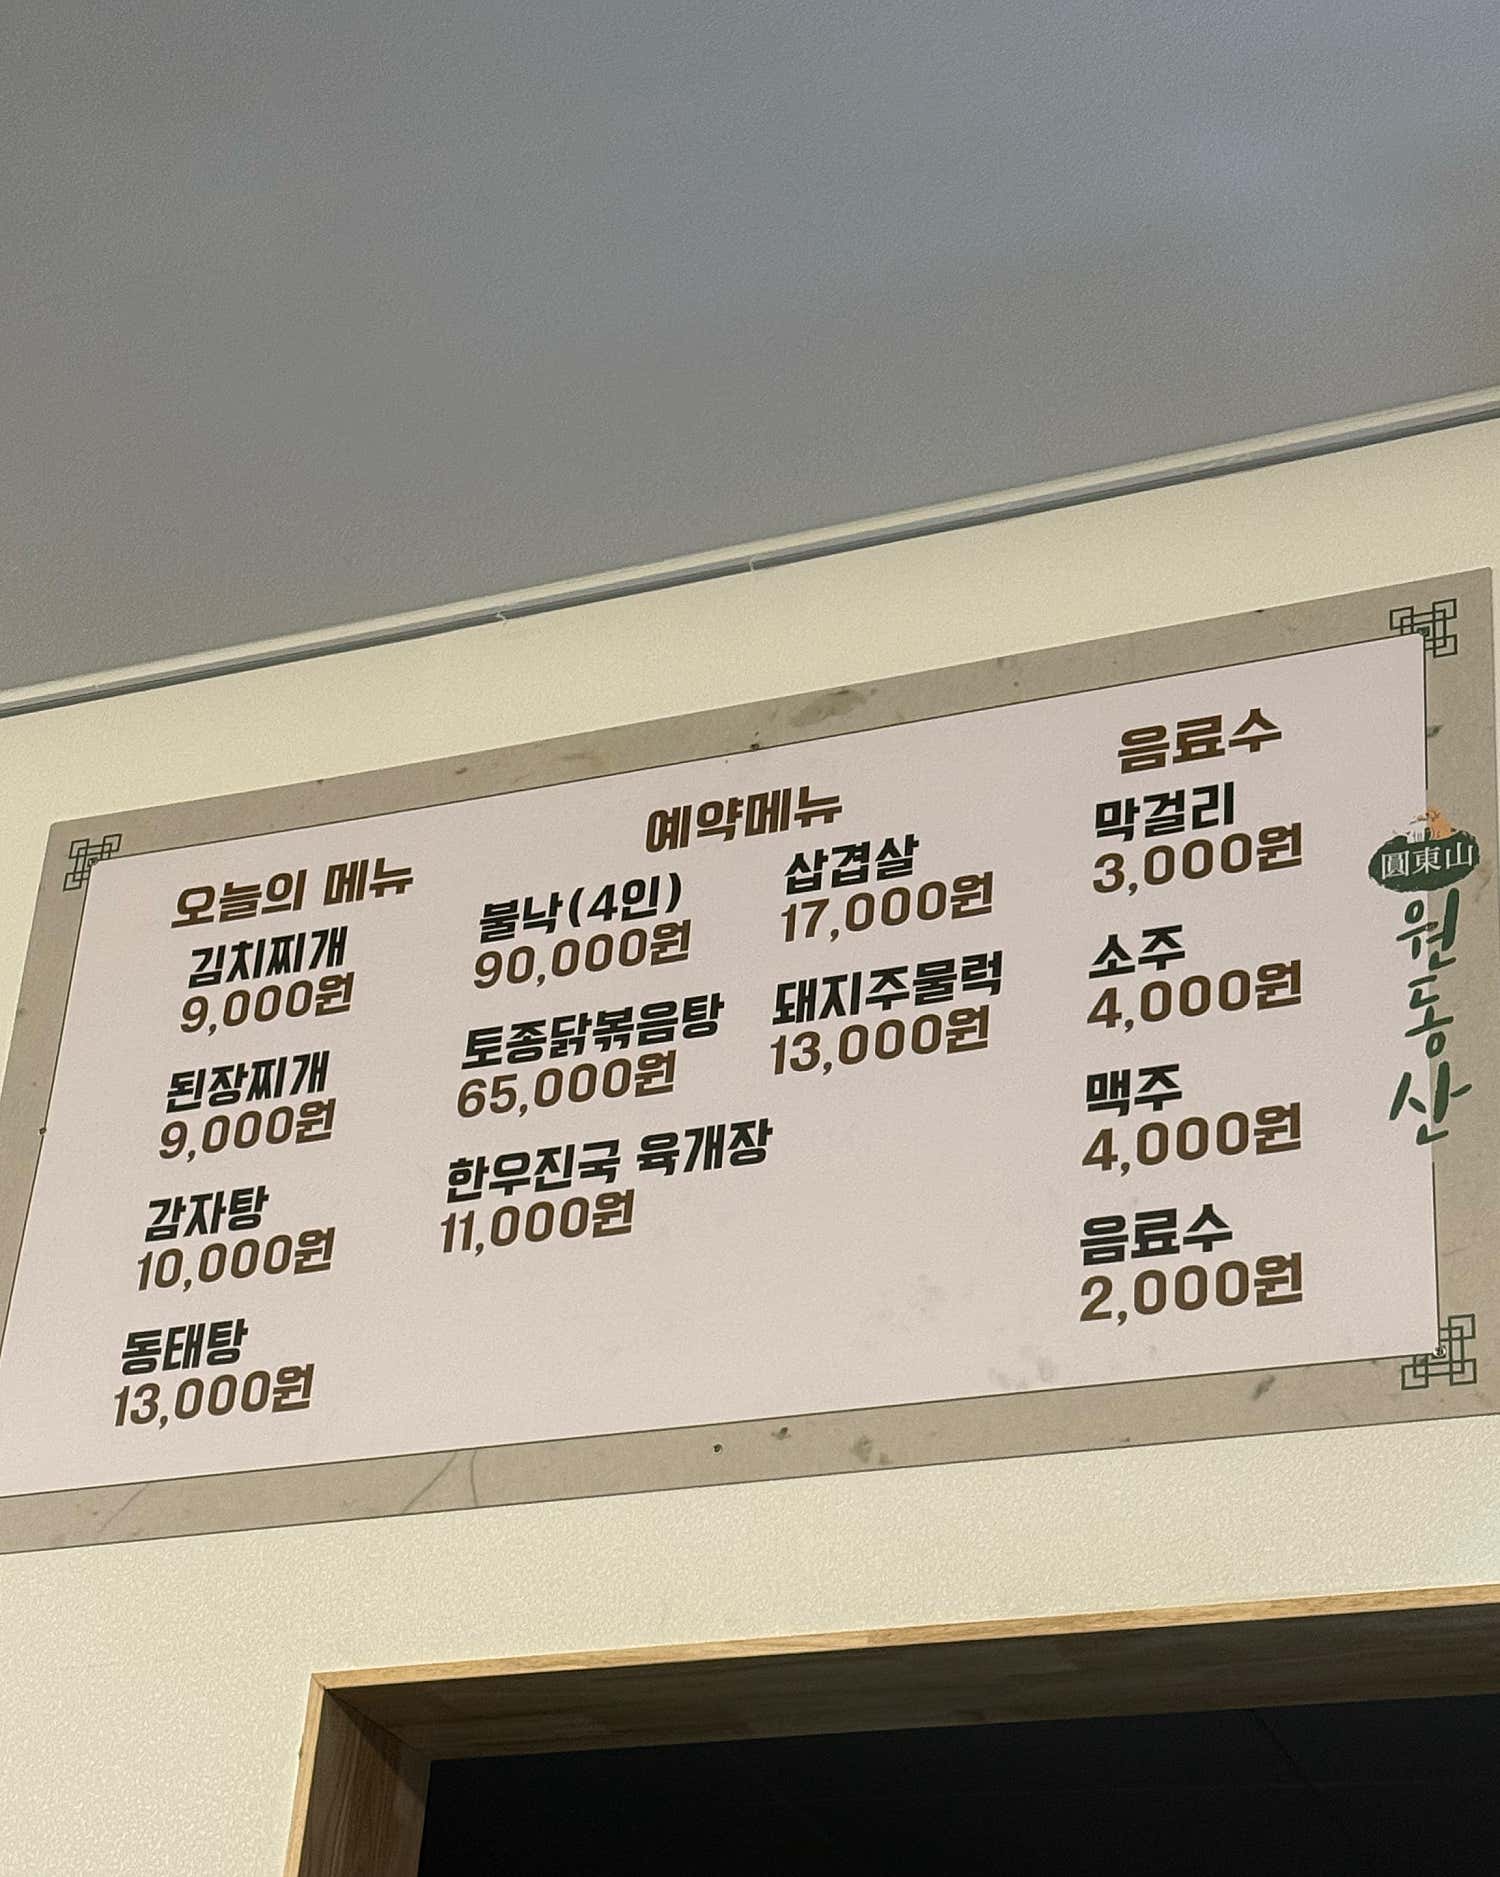 오늘의 메뉴
김치찌개
9,000원
된장찌개
9,000원
감자탕
10,000원
동태탕
13,000원
예약메뉴
불낙(4인)
90,000원
토종닭볶음탕
65,000원
한우진국 육개장
11,000원
삽겹살
17,000원
돼지주물럭
13,000원
음료수
막걸리
3,000원
소주
4,000원
맥주
4,000원
음료수
2,000원
圓東山
원동산